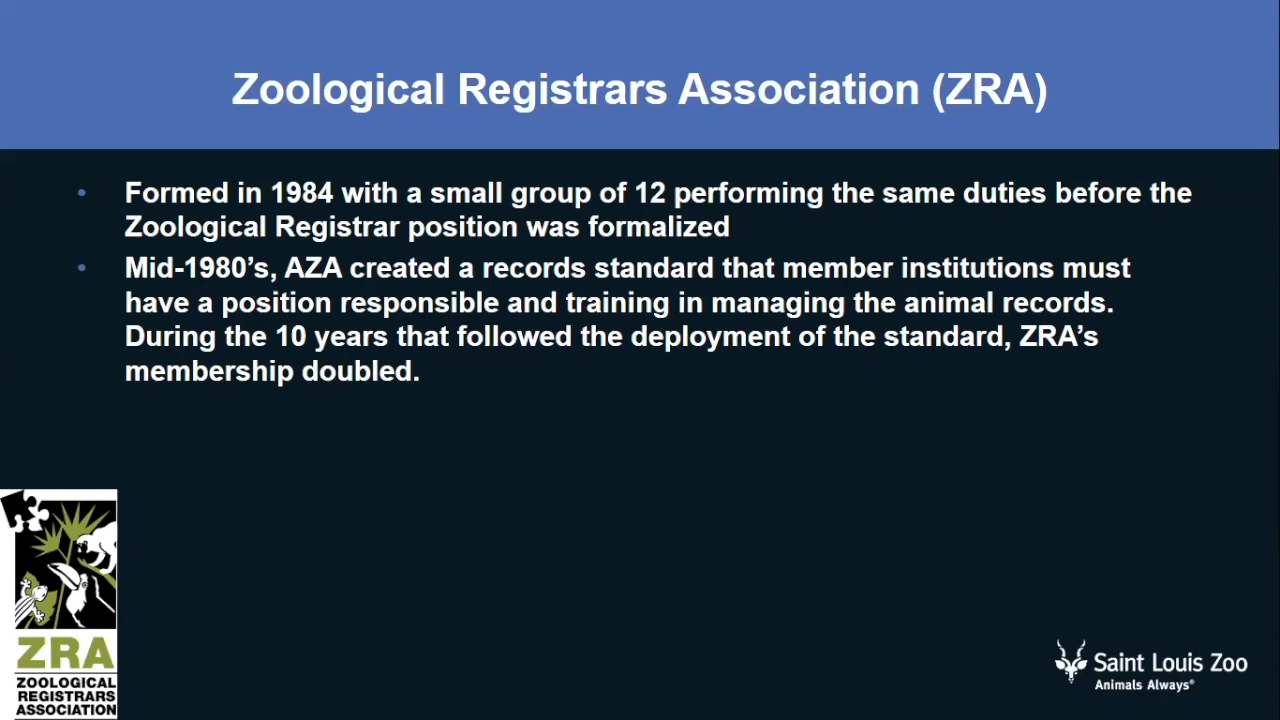 Zoological Registrars Association (ZRA)
• Formed in 1984 with a small group of 12 performing the same duties before the
Zoological Registrar position was formalized
• Mid-1980’s, AZA created a records standard that member institutions must
have a position responsible and training in managing the animal records.
During the 10 years that followed the deployment of the standard, ZRA’s
membership doubled.
ZRA
ZOOLOGICAL
REGISTRARS
ASSOCIATION
Saint Louis Zoo
Animals Always®